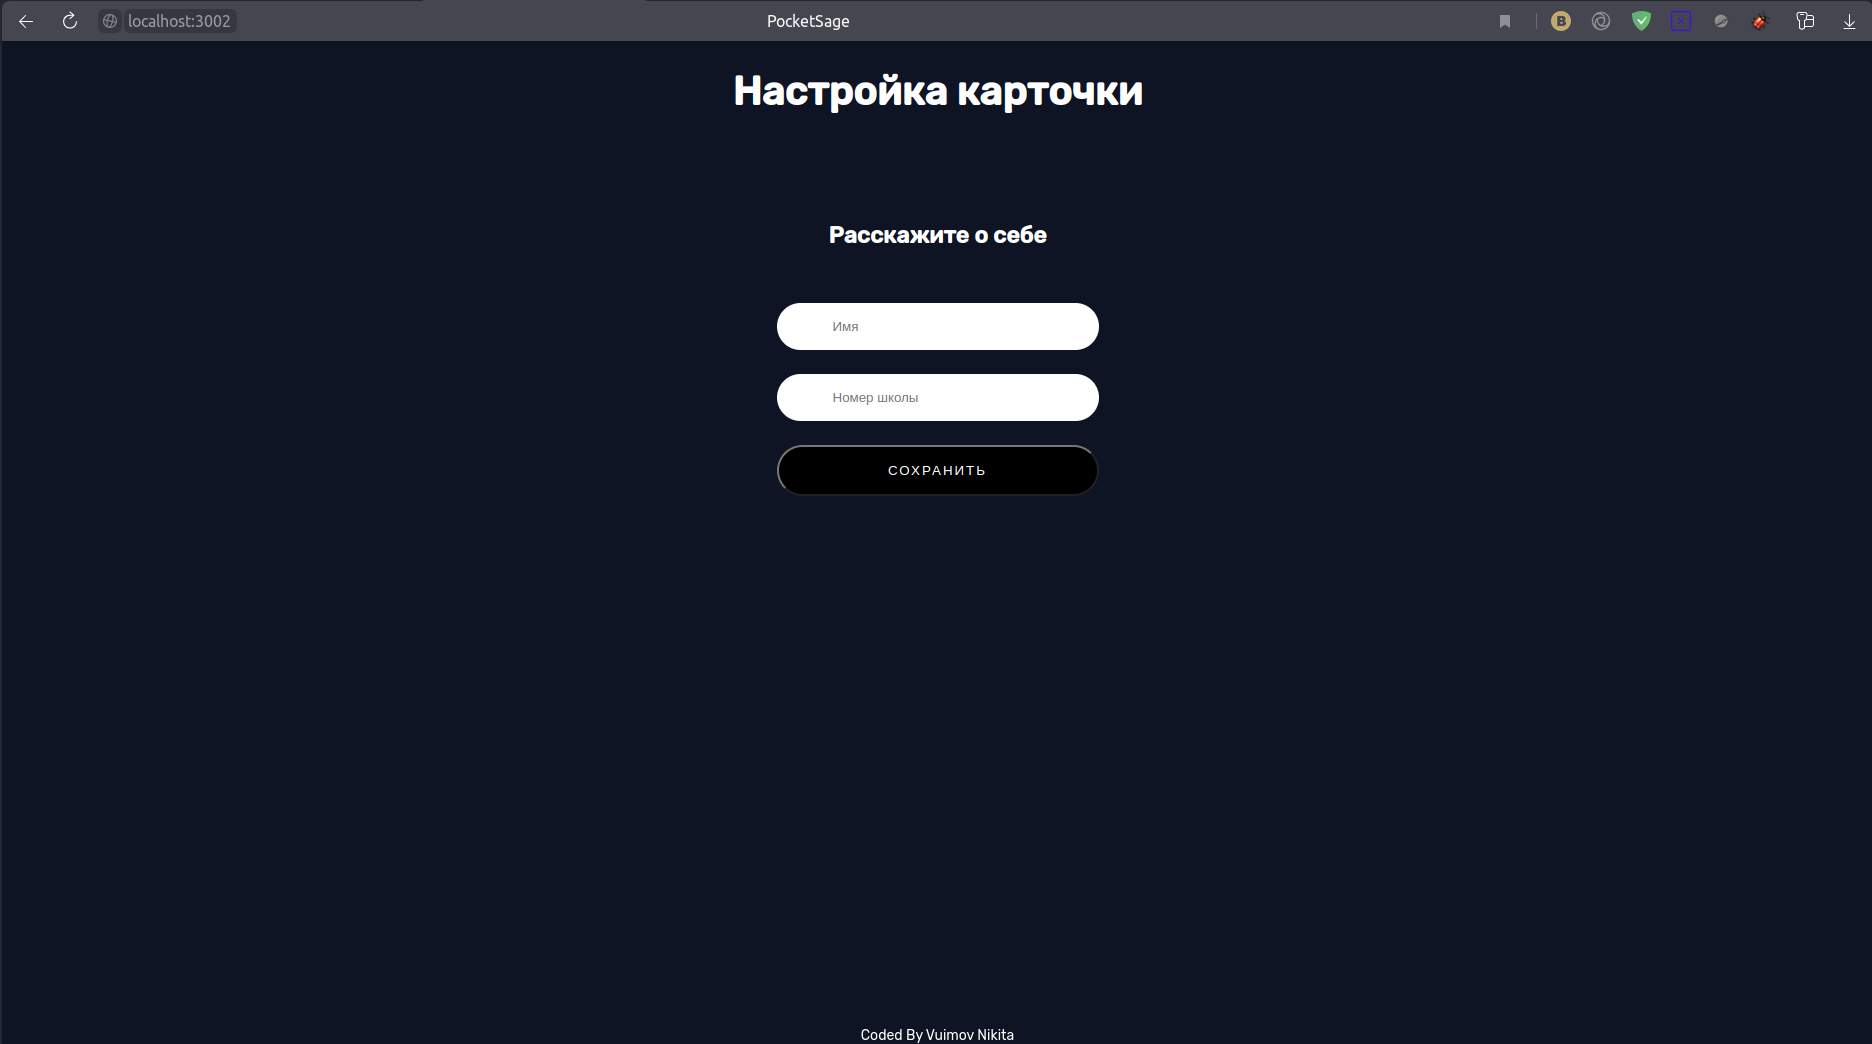 localhost:3002
PocketSage
B
Настройка карточки
Расскажите о себе
Имя
Номер школы
СОХРАНИТЬ
Coded By Vuimov Nikita